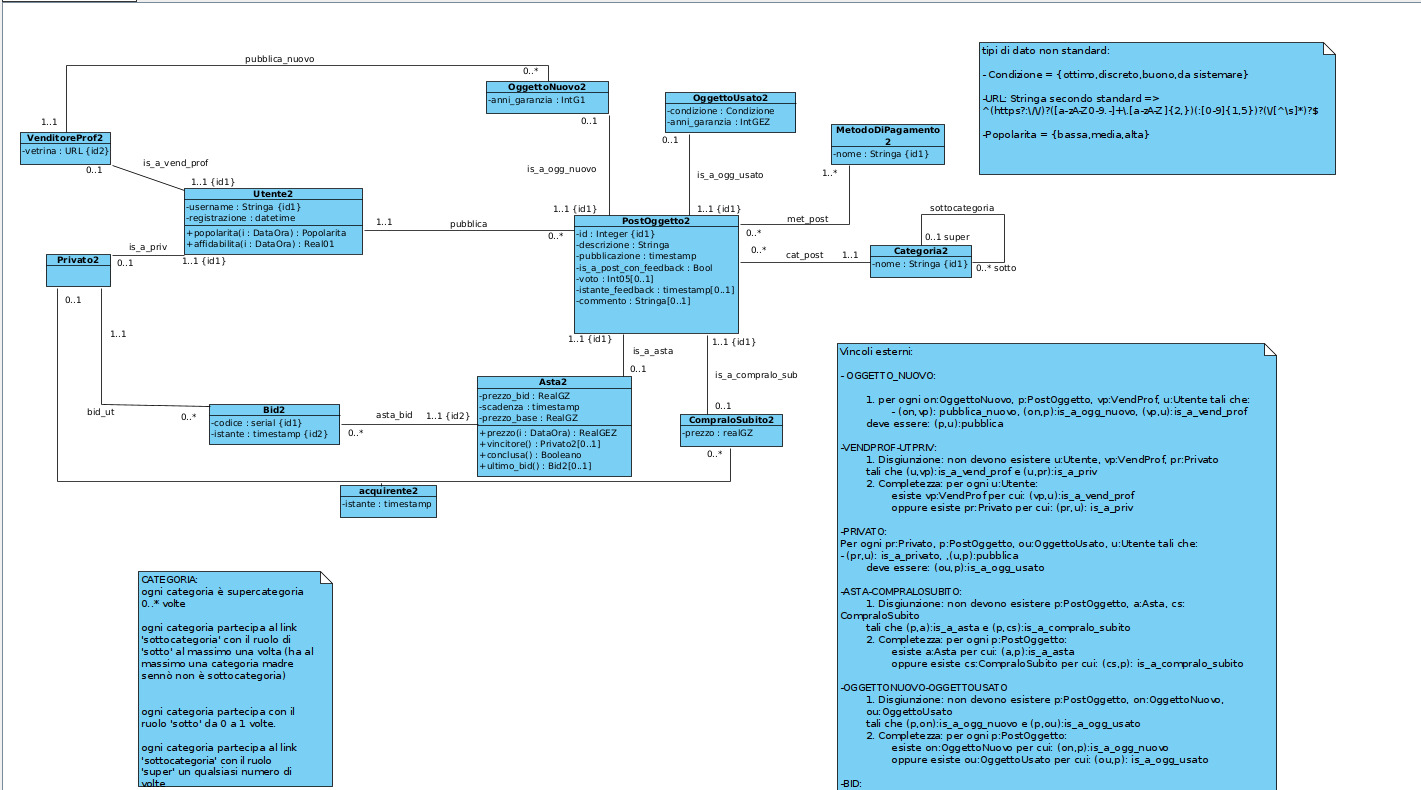 pubblica_nuovo
0..*
OggettoNuovo2
-anni_garanzia : IntG1
0..1
OggettoUsato2
-condizione : Condizione
-anni_garanzia : IntGEZ
0..1
MetodoDiPagamento
2
-nome : Stringa {id1}
1..*
tipi di dato non standard:
- Condizione = {ottimo,discreto,buono,da sistemare}
-URL: Stringa secondo standard =>
^(https?:\/\/)?([a-zA-Z0-9.-]+\.[a-zA-Z]{2,})(:[0-9]{1,5})?(\/[^\s]*)?$
-Popolarita = {bassa,media,alta}
1..1
VenditoreProf2
-vetrina : URL {id2}
0..1
is_a_vend_prof
1..1 {id1}
Utente2
-username : Stringa {id1}
-registrazione : datetime
+popolarita(i : DataOra) : Popolarita
+affidabilita(i : DataOra) : Real01
1..1
pubblica
0..*
is_a_ogg_nuovo
1..1 {id1}
is_a_ogg_usato
1..1 {id1}
PostOggetto2
-id : Integer {id1}
-descrizione : Stringa
-pubblicazione : timestamp
-is_a_post_con_feedback : Bool
-voto : Int05[0..1]
-istante_feedback : timestamp[0..1]
-commento : Stringa[0..1]
met_post
0..*
0..*
cat_post
1..1
sottocategoria
0..1 super
Categoria2
-nome : Stringa {id1}
0..* sotto
is_a_priv
0..1
1..1 {id1}
Privato2
0..1
1..1
bid_ut
0..*
Bid2
-codice : serial {id1}
-istante : timestamp {id2}
asta_bid
0..*
1..1 {id2}
1..1 {id1}
is_a_asta
0..1
Asta2
-prezzo_bid : RealGZ
-scadenza : timestamp
-prezzo_base : RealGZ
+prezzo(i : DataOra) : RealGEZ
+vincitore() : Privato2[0..1]
+conclusa() : Booleano
+ultimo_bid() : Bid2[0..1]
1..1 {id1}
is_a_compralo_sub
0..1
CompraloSubito2
-prezzo : realGZ
0..*
acquirente2
-istante : timestamp
CATEGORIA:
ogni categoria è supercategoria
0..* volte
ogni categoria partecipa al link
'sottocategoria' con il ruolo di
'sotto' al massimo una volta (ha al
massimo una categoria madre
sennò non è sottocategoria)
ogni categoria partecipa con il
ruolo 'sotto' da 0 a 1 volte.
ogni categoria partecipa al link
'sottocategoria' con il ruolo
'super' un qualsiasi numero di
volte
Vincoli esterni:
- OGGETTO_NUOVO:
1. per ogni on:OggettoNuovo, p:PostOggetto, vp:VendProf, u:Utente tali che:
- (on,vp): pubblica_nuovo, (on,p):is_a_ogg_nuovo, (vp,u):is_a_vend_prof
deve essere: (p,u):pubblica
-VENDPROF-UTPRIV:
1. Disgiunzione: non devono esistere u:Utente, vp:VendProf, pr:Privato
tali che (u,vp):is_a_vend_prof e (u,pr):is_a_priv
2. Completezza: per ogni u:Utente:
esiste vp:VendProf per cui: (vp,u):is_a_vend_prof
oppure esiste pr:Privato per cui: (pr,u): is_a_priv
-PRIVATO:
Per ogni pr:Privato, p:PostOggetto, ou:OggettoUsato, u:Utente tali che:
- (pr,u): is_a_privato, ,(u,p):pubblica
deve essere: (ou,p):is_a_ogg_usato
-ASTA-COMPRALOSUBITO:
1. Disgiunzione: non devono esistere p:PostOggetto, a:Asta, cs:
CompraloSubito
tali che (p,a):is_a_asta e (p,cs):is_a_compralo_subito
2. Completezza: per ogni p:PostOggetto:
esiste a:Asta per cui: (a,p):is_a_asta
oppure esiste cs:CompraloSubito per cui: (cs,p): is_a_compralo_subito
-OGGETTONUOVO-OGGETTOUSATO
1. Disgiunzione: non devono esistere p:PostOggetto, on:OggettoNuovo,
ou:OggettoUsato
tali che (p,on):is_a_ogg_nuovo e (p,ou):is_a_ogg_usato
2. Completezza: per ogni p:PostOggetto:
esiste on:OggettoNuovo per cui: (on,p):is_a_ogg_nuovo
oppure esiste ou:OggettoUsato per cui: (ou,p): is_a_ogg_usato
-BID: